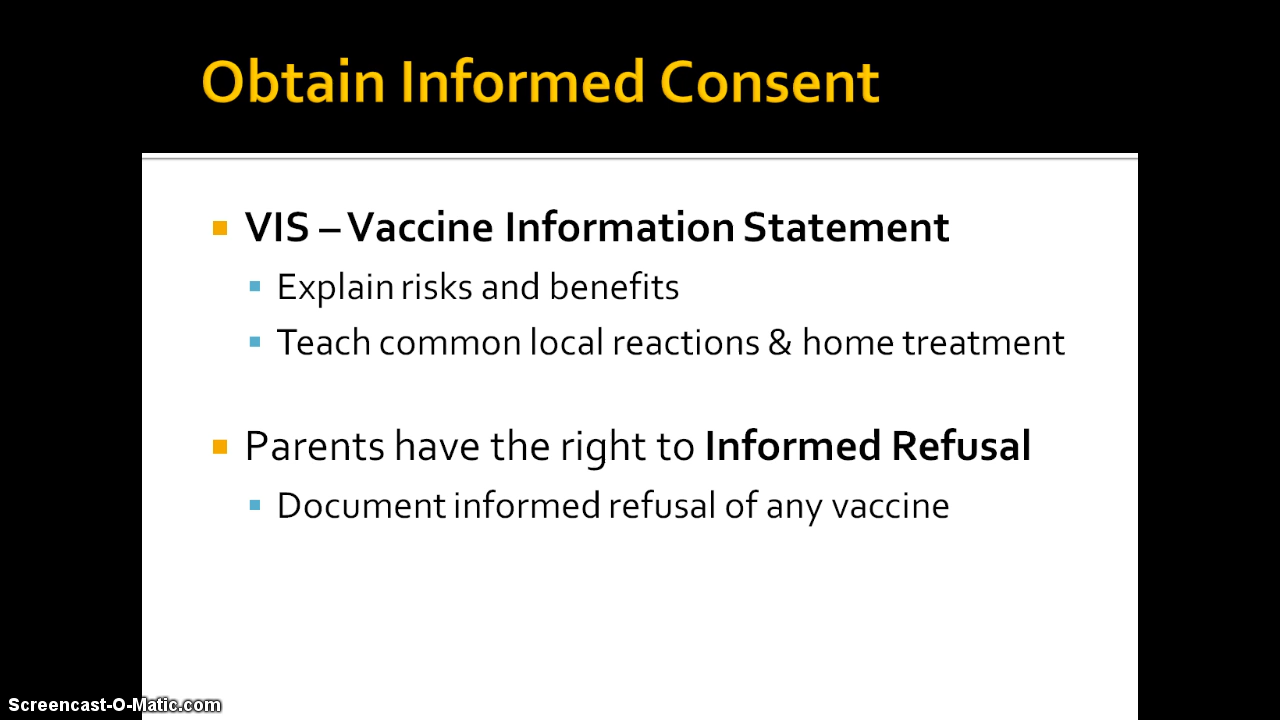 Obtain Informed Consent
VIS – Vaccine Information Statement
Explain risks and benefits
Teach common local reactions & home treatment
Parents have the right to Informed Refusal
Document informed refusal of any vaccine
Screencast-O-Matic.com